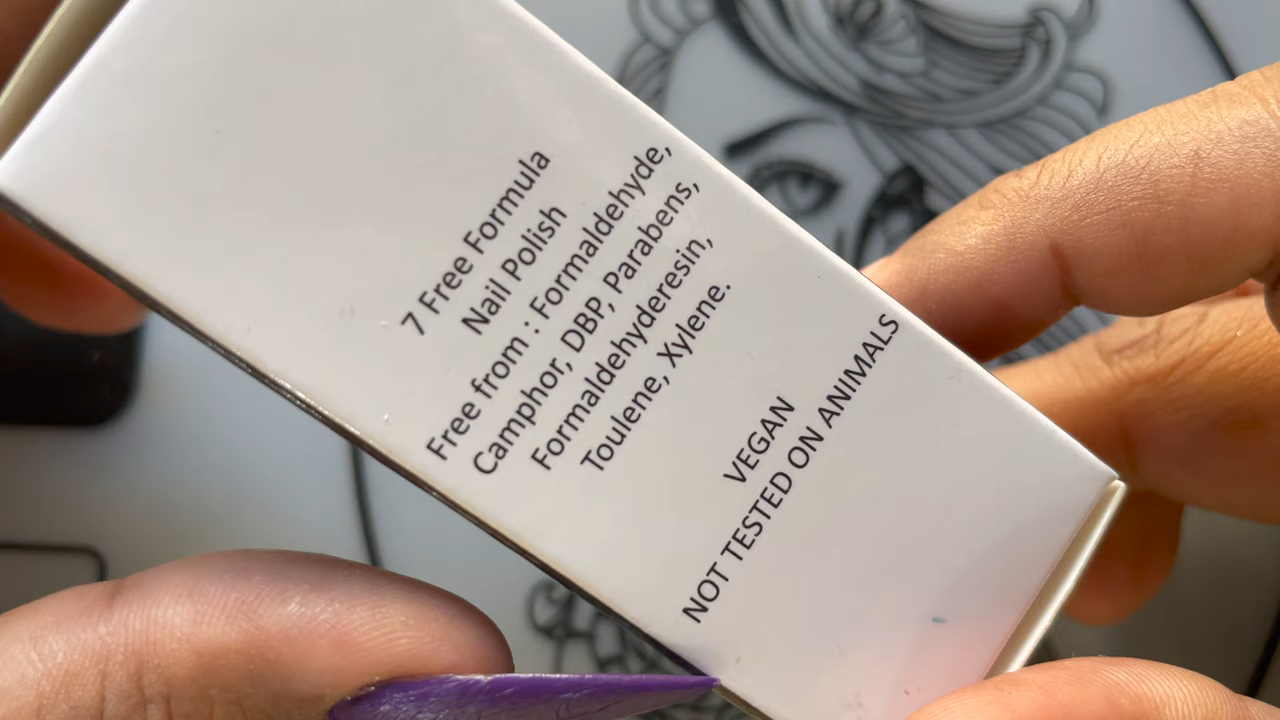 7 Free Formula
Nail Polish
Free from : Formaldehyde,
Camphor, DBP, Parabens,
Formaldehyderesin,
Toulene, Xylene.
VEGAN
NOT TESTED ON ANIMALS